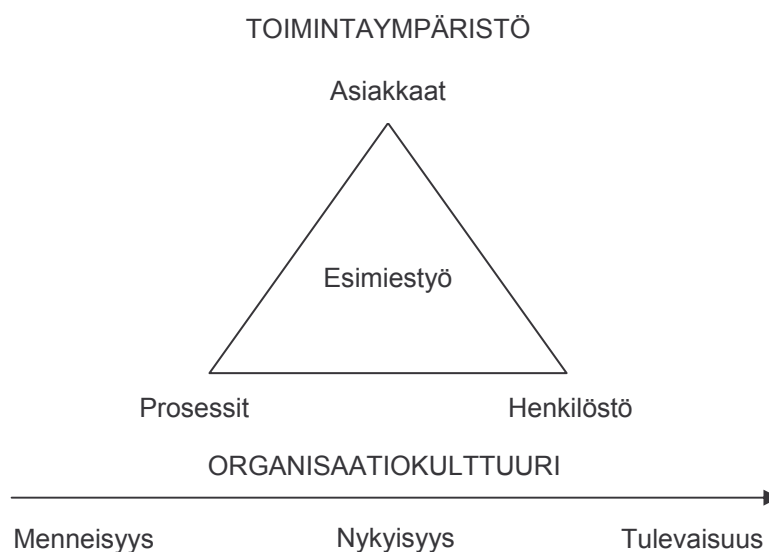 TOIMINTAYMPÄRISTÖ
Asiakkaat
Esimiestyö
Prosessit Henkilöstö
ORGANISAATIOKULTTUURI
Menneisyys Nykyisyys Tulevaisuus